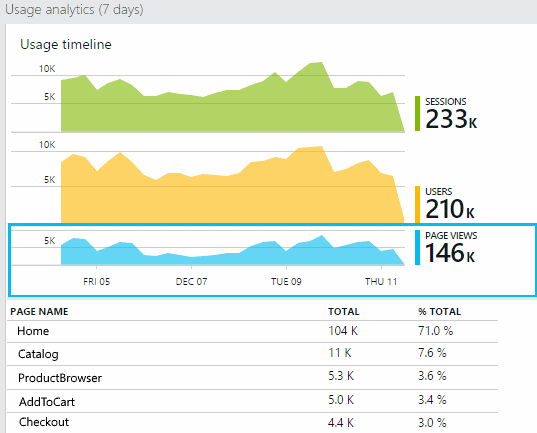 Usage analytics (7 days)
Usage timeline
10K
5K
SESSIONS
233K
10K
5K
USERS
210K
5K
PAGE VIEWS
146K
FRI 05 DEC 07 TUE 09 THU 11
PAGE NAME TOTAL % TOTAL
Home 104 K 71.0 %
Catalog 11 K 7.6 %
ProductBrowser 5.3 K 3.6 %
AddToCart 5.0 K 3.4 %
Checkout 4.4 K 3.0 %